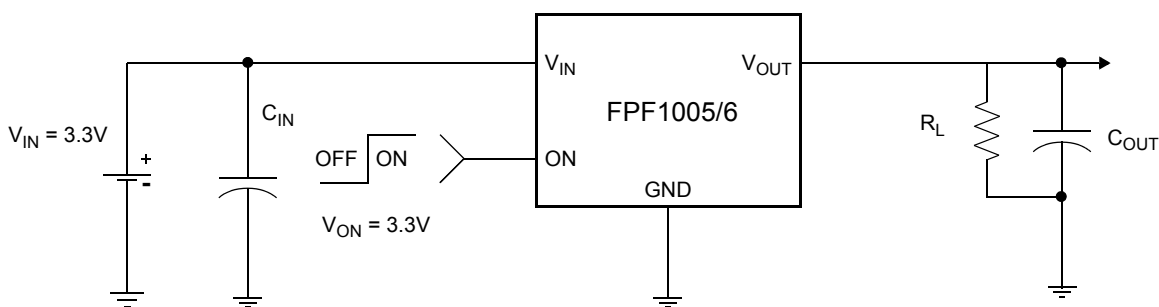 V_IN
V_OUT
FPF1005/6
C_IN
R_L
V_IN = 3.3V
OFF
ON
ON
C_OUT
+
-
GND
V_ON = 3.3V